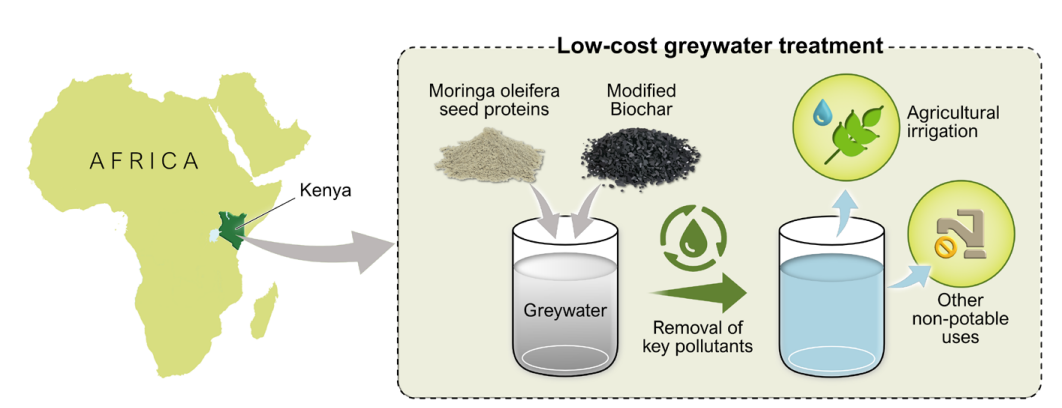 Low-cost greywater treatment
AFRICA
Kenya
Moringa oleifera
seed proteins
Modified
Biochar
Greywater
Removal of
key pollutants
Agricultural
irrigation
Other
non-potable
uses